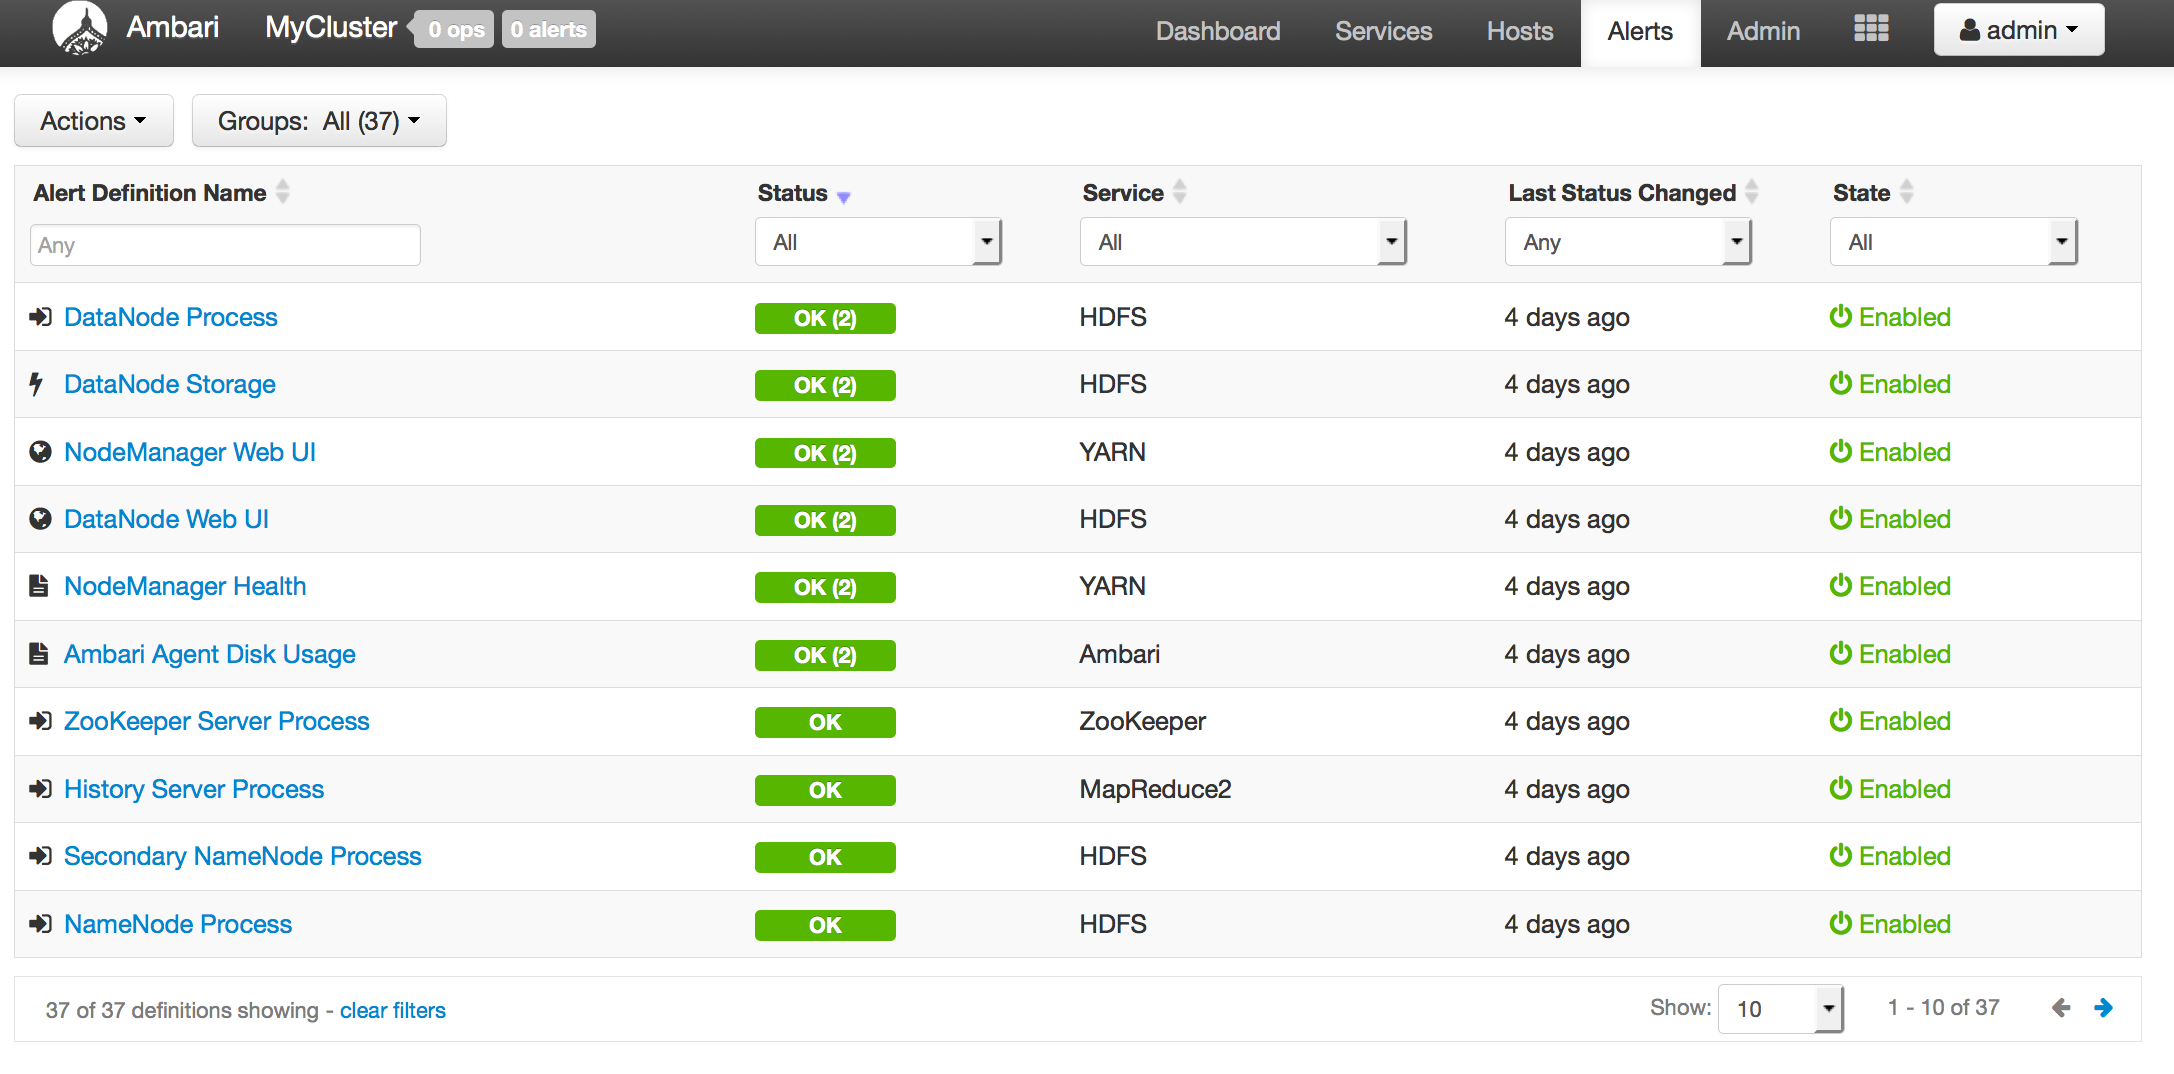 Ambari MyCluster 0 ops 0 alerts Dashboard Services Hosts Alerts Admin admin
Actions Groups: All (37)
Alert Definition Name Status Service Last Status Changed State
Any All All Any All
DataNode Process OK (2) HDFS 4 days ago Enabled
DataNode Storage OK (2) HDFS 4 days ago Enabled
NodeManager Web UI OK (2) YARN 4 days ago Enabled
DataNode Web UI OK (2) HDFS 4 days ago Enabled
NodeManager Health OK (2) YARN 4 days ago Enabled
Ambari Agent Disk Usage OK (2) Ambari 4 days ago Enabled
ZooKeeper Server Process OK ZooKeeper 4 days ago Enabled
History Server Process OK MapReduce2 4 days ago Enabled
Secondary NameNode Process OK HDFS 4 days ago Enabled
NameNode Process OK HDFS 4 days ago Enabled
37 of 37 definitions showing - clear filters Show: 10 1 - 10 of 37